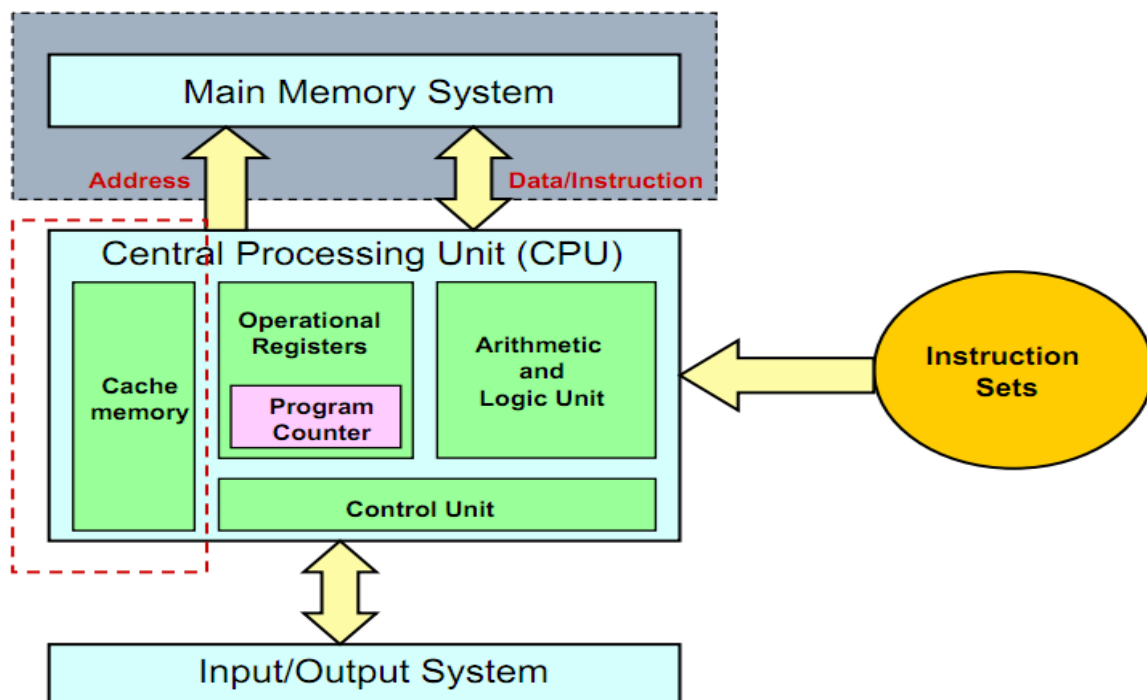 Main Memory System
Address
Data/Instruction
Central Processing Unit (CPU)
Cache
memory
Operational
Registers
Program
Counter
Arithmetic
and
Logic Unit
Control Unit
Instruction
Sets
Input/Output System